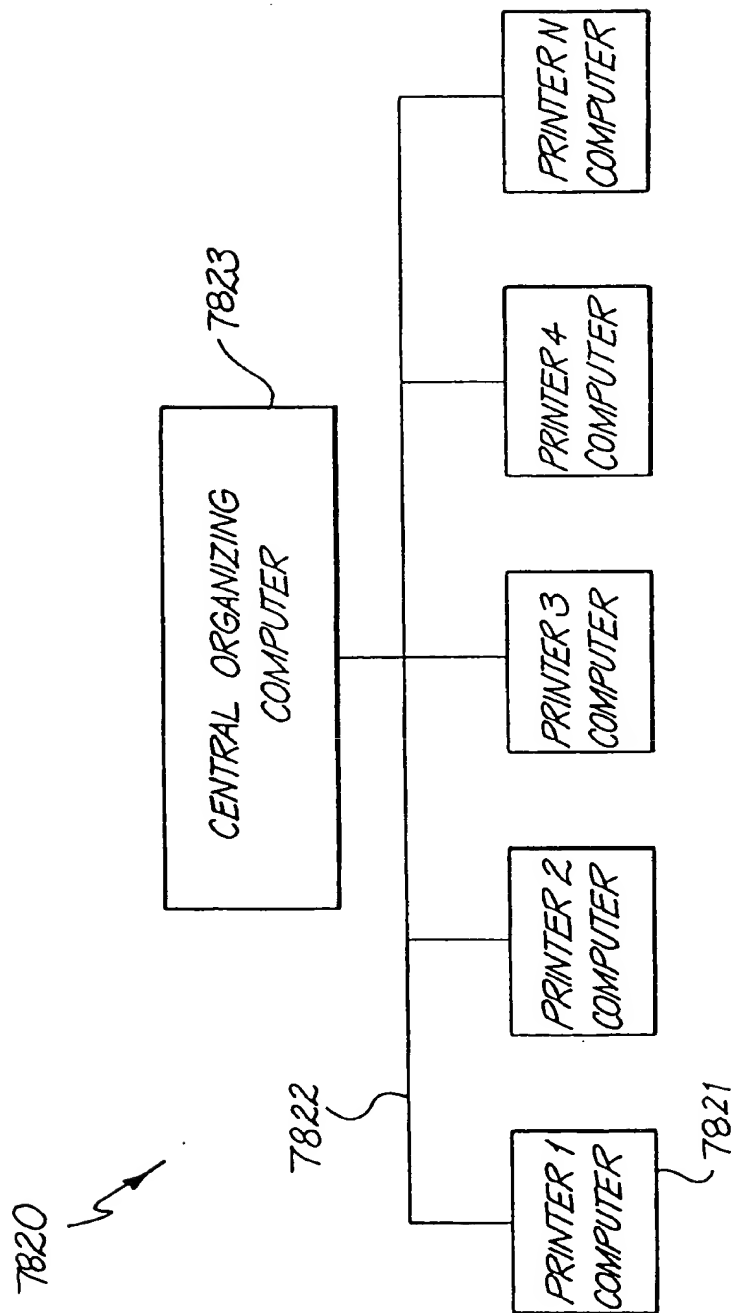 7820
7823
CENTRAL ORGANIZING
COMPUTER
7822
PRINTER 1
COMPUTER
PRINTER 2
COMPUTER
PRINTER 3
COMPUTER
PRINTER 4
COMPUTER
PRINTER N
COMPUTER
7821